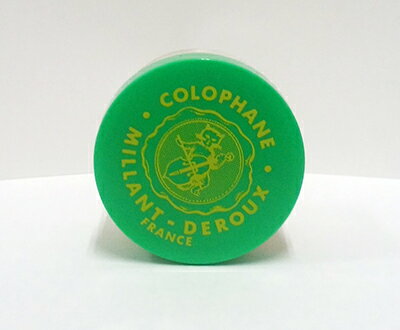 • COLOPHANE •
MILLANT - DEROUX
FRANCE